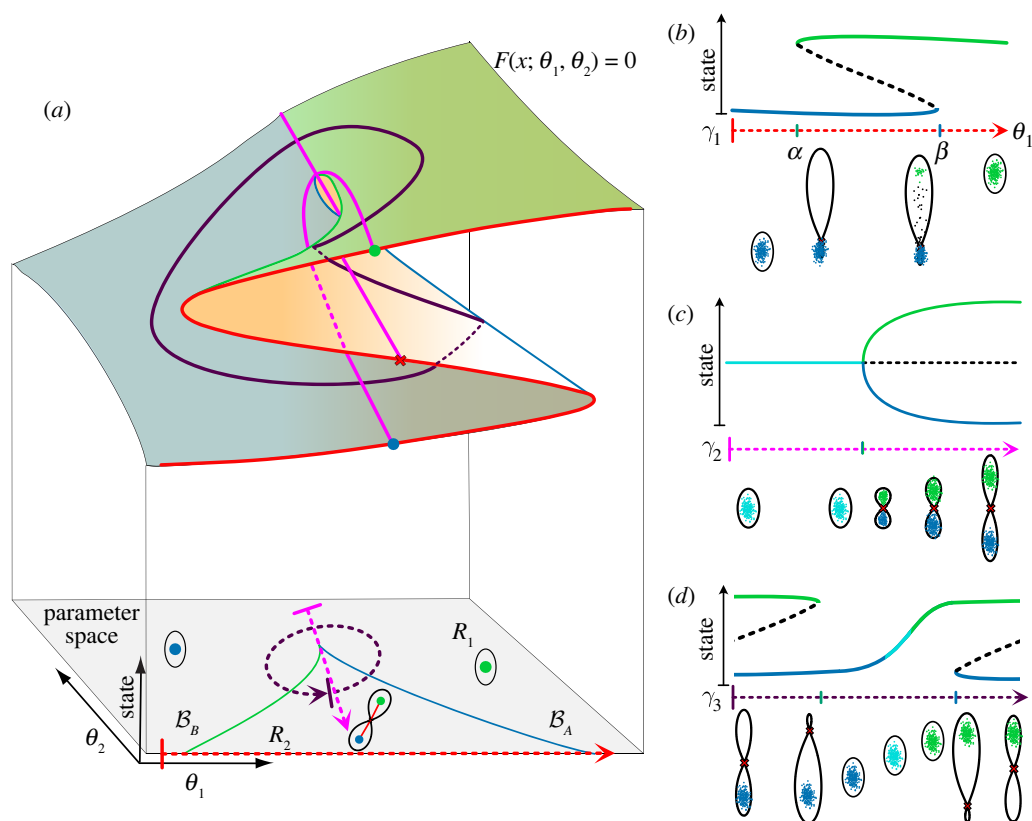 (a)
F(x; θ₁, θ₂) = 0
parameter
space
state
θ₂
θ₁
B_B
R₂
R₁
B_A
(b)
state
γ₁
α
β
θ₁
(c)
state
γ₂
(d)
state
γ₃